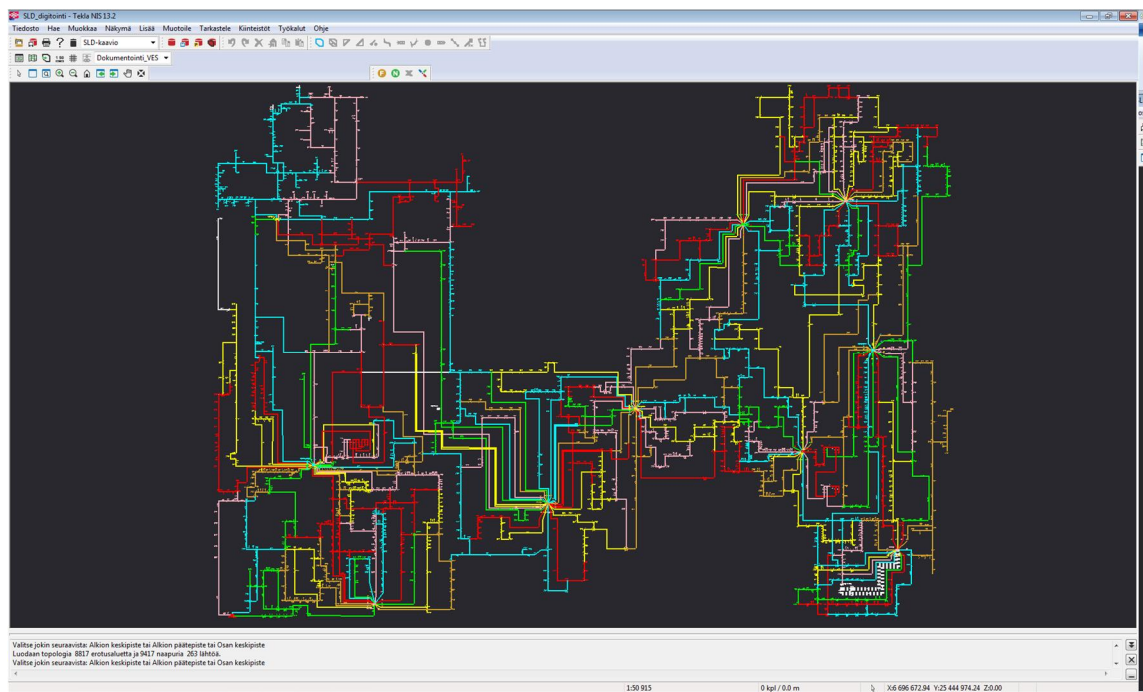 SLD_digitointi - Tekla NIS 13.2
Tiedosto Hae Muokkaa Näkymä Lisää Muotoile Tarkastele Kiinteistöt Työkalut Ohje
SLD-kaavio
Dokumentointi_VES
Valitse jokin seuraavista: Alkion keskipiste tai Alkion päätepiste tai Osan keskipiste
Luodaan topologia 8817 erotusaluetta ja 9417 naapuria 263 lähtöä.
Valitse jokin seuraavista: Alkion keskipiste tai Alkion päätepiste tai Osan keskipiste
1:50 915 0 kpl / 0.0 m X:6 696 672.94 Y:25 444 974.24 Z:0.00